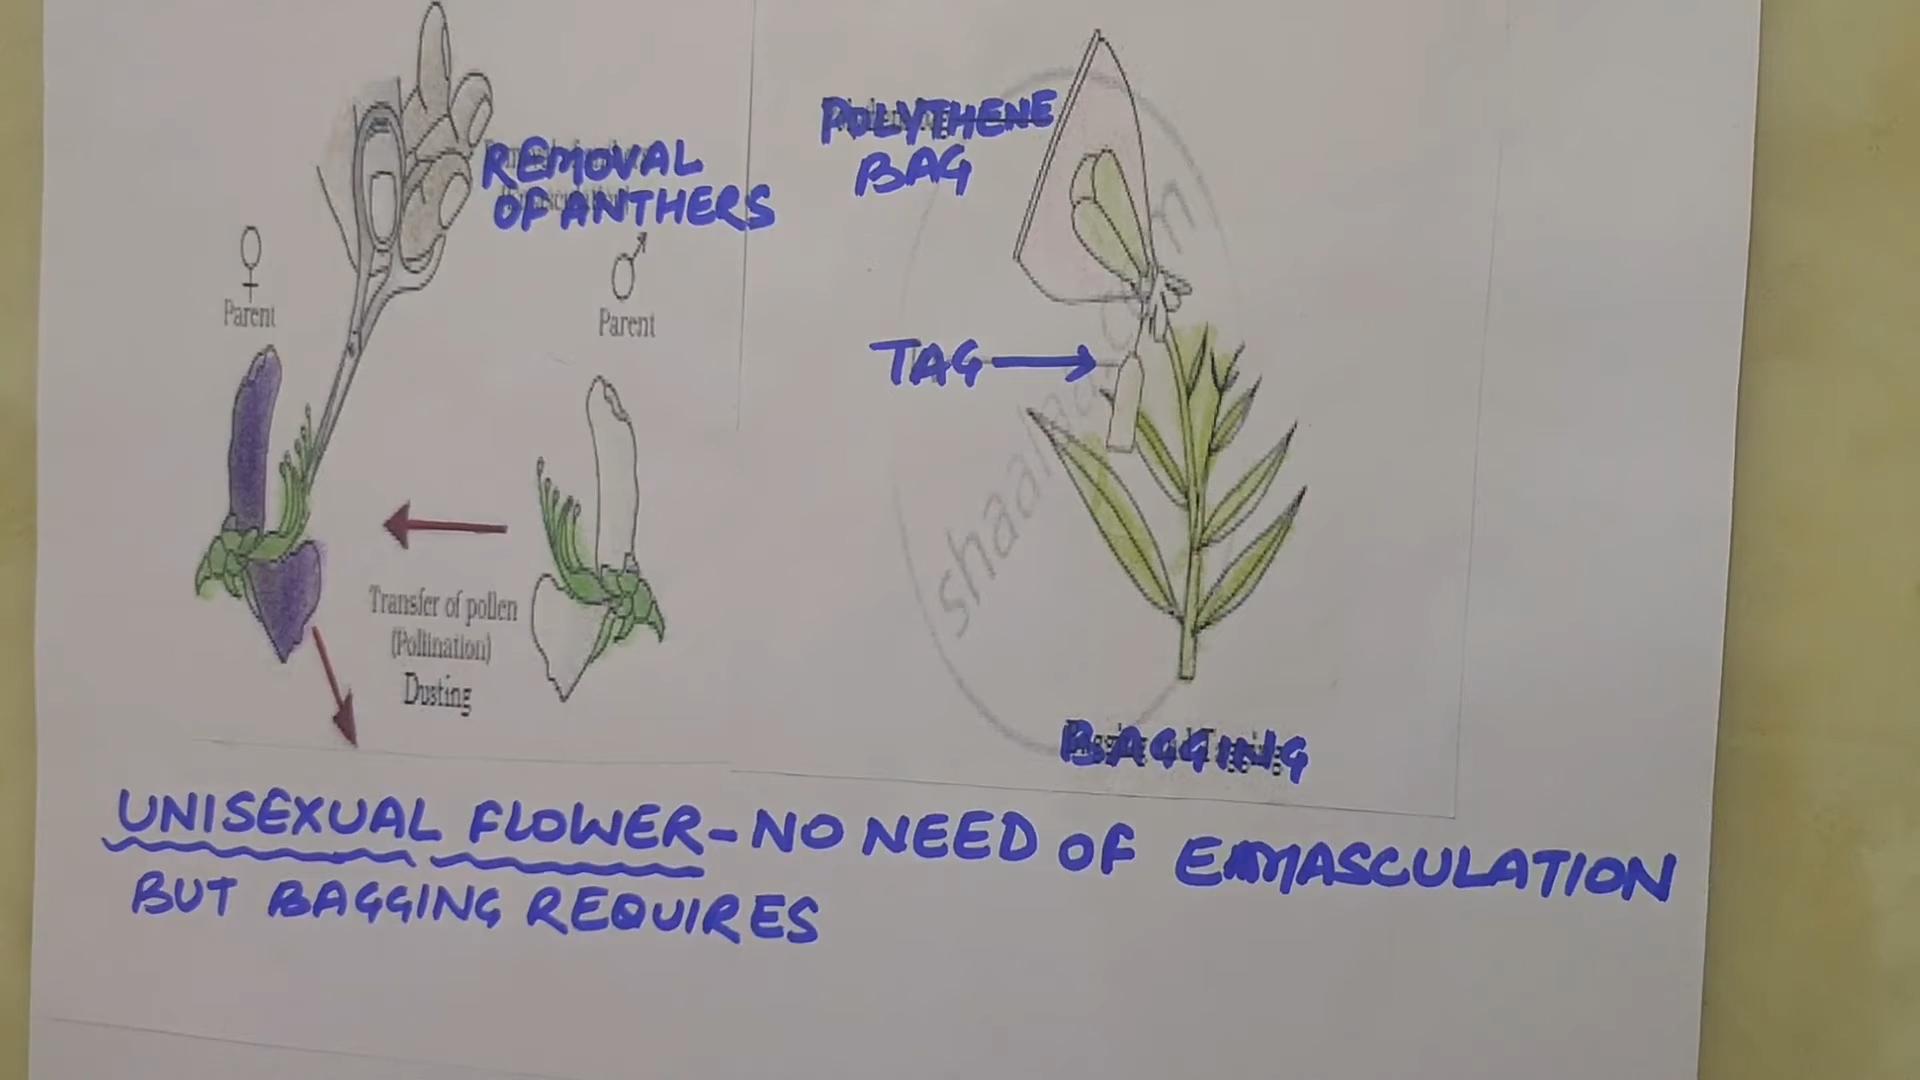 REMOVAL
OF ANTHERS
Parent
Parent
Transfer of pollen
(Pollination)
Dusting
POLYTHENE
BAG
TAG
shaalaa
BAGGING
UNISEXUAL FLOWER-NO NEED OF EMASCULATION
BUT BAGGING REQUIRES